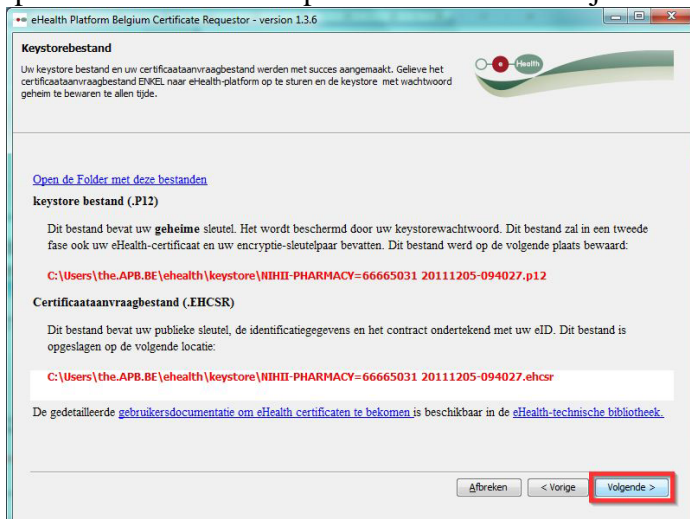 eHealth Platform Belgium Certificate Requestor - version 1.3.6
Keystorebestand
Uw keystore bestand en uw certificaataanvraagbestand werden met succes aangemaakt. Gelieve het
certificaataanvraagbestand ENKEL naar eHealth-platform op te sturen en de keystore met wachtwoord
geheim te bewaren te allen tijde.
Health
Open de Folder met deze bestanden
keystore bestand (.P12)
Dit bestand bevat uw geheime sleutel. Het wordt beschermd door uw keystorewachtwoord. Dit bestand zal in een tweede
fase ook uw eHealth-certificaat en uw encryptie-sleutelpaar bevatten. Dit bestand werd op de volgende plaats bewaard:
C:\Users\the.APB.BE\ehealth\keystore\NIHII-PHARMACY=66665031 20111205-094027.p12
Certificaataanvraagbestand (.EHCSR)
Dit bestand bevat uw publieke sleutel, de identificatiegegevens en het contract ondertekend met uw eID. Dit bestand is
opgeslagen op de volgende locatie:
C:\Users\the.APB.BE\ehealth\keystore\NIHII-PHARMACY=66665031 20111205-094027.ehcsr
De gedetailleerde gebruikersdocumentatie om eHealth certificaten te bekomen is beschikbaar in de eHealth-technische bibliotheek.
Afbreken < Vorige Volgende >